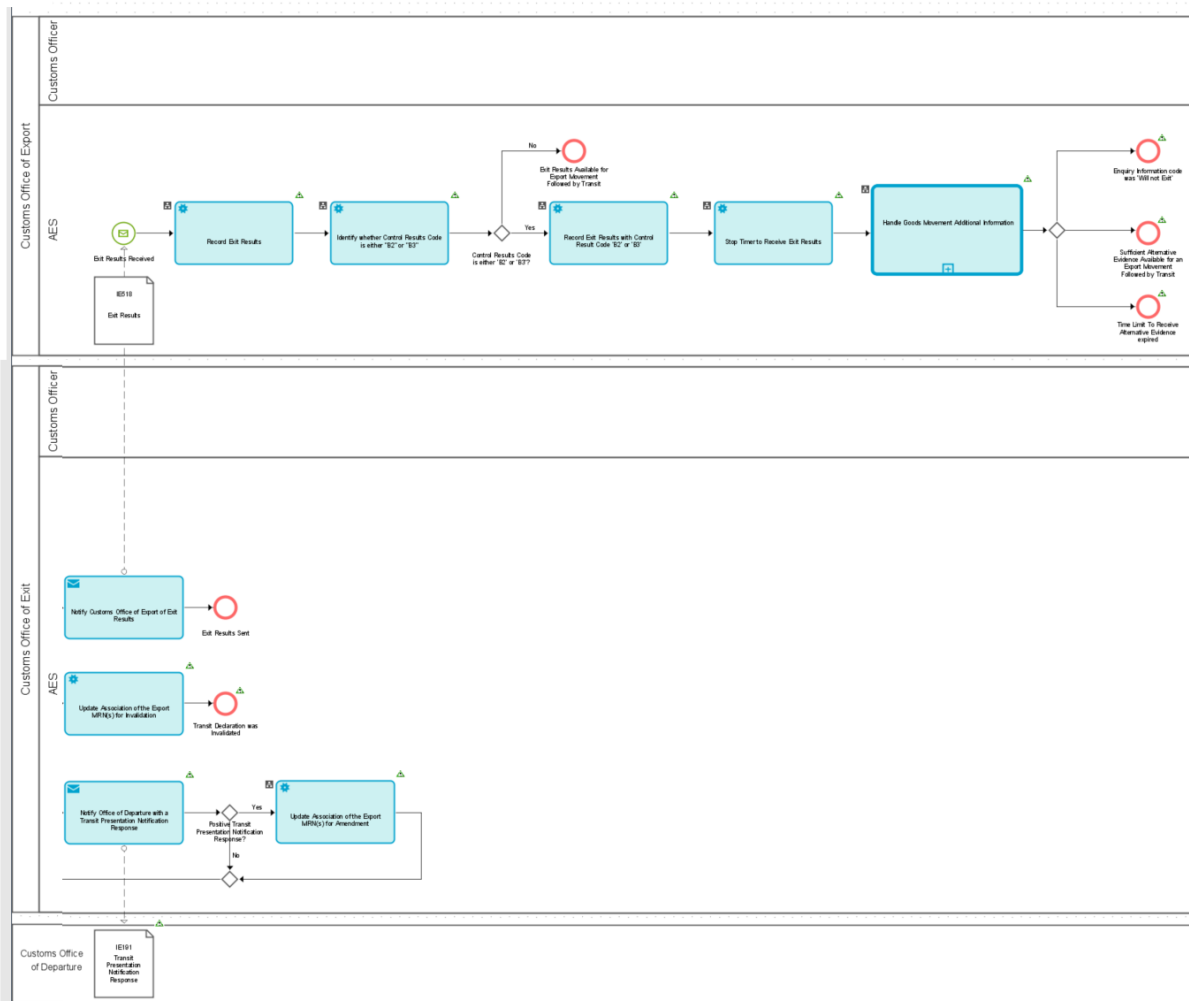 Customs Office of Export
Customs Officer
AES
Exit Results Received
IE518
Exit Results
Record Exit Results
Identify whether Control Results Code
is either "B2" or "B3"
No
Exit Results Available for
Export Movement
Followed by Transit
Control Results Code
is either 'B2' or 'B3'?
Yes
Record Exit Results with Control
Result Code 'B2' or 'B3'
Stop Timer to Receive Exit Results
Handle Goods Movement Additional Information
Enquiry Information code
was 'Will not Exit'
Sufficient Alternative
Evidence Available for an
Export Movement
Followed by Transit
Time Limit To Receive
Alternative Evidence
expired
Customs Office of Exit
Customs Officer
AES
Notify Customs Office of Export of Exit
Results
Exit Results Sent
Update Association of the Export
MRN(s) for Invalidation
Transit Declaration was
Invalidated
Notify Office of Departure with a
Transit Presentation Notification
Response
Positive Transit
Presentation Notification
Response?
Yes
No
Update Association of the Export
MRN(s) for Amendment
Customs Office
of Departure
IE191
Transit
Presentation
Notification
Response